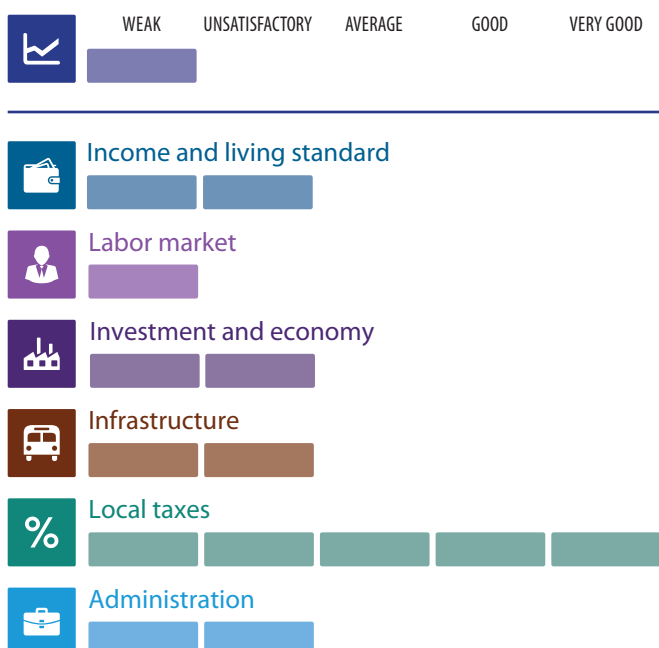 WEAK UNSATISFACTORY AVERAGE GOOD VERY GOOD
Income and living standard
Labor market
Investment and economy
Infrastructure
Local taxes
%
Administration